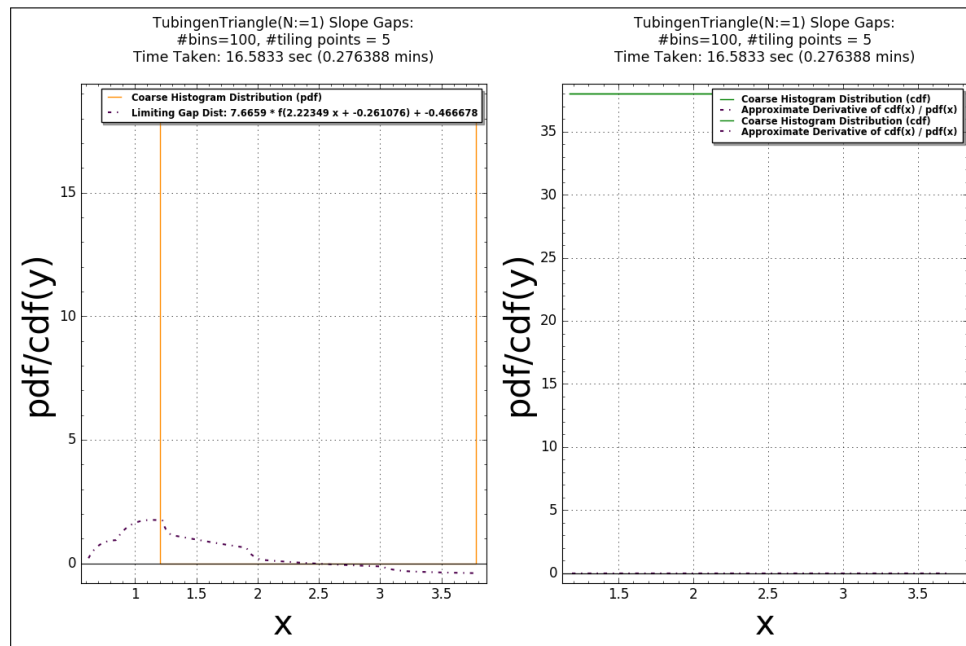 TubingenTriangle(N:=1) Slope Gaps:
#bins=100, #tiling points = 5
Time Taken: 16.5833 sec (0.276388 mins)
Coarse Histogram Distribution (pdf)
Limiting Gap Dist: 7.6659 * f(2.22349 x + -0.261076) + -0.466678
pdf/cdf(y)
15
10
5
0
1
1.5
2
2.5
3
3.5
x
TubingenTriangle(N:=1) Slope Gaps:
#bins=100, #tiling points = 5
Time Taken: 16.5833 sec (0.276388 mins)
Coarse Histogram Distribution (cdf)
Approximate Derivative of cdf(x) / pdf(x)
Coarse Histogram Distribution (cdf)
Approximate Derivative of cdf(x) / pdf(x)
pdf/cdf(y)
35
30
25
20
15
10
5
0
1.5
2
2.5
3
3.5
x